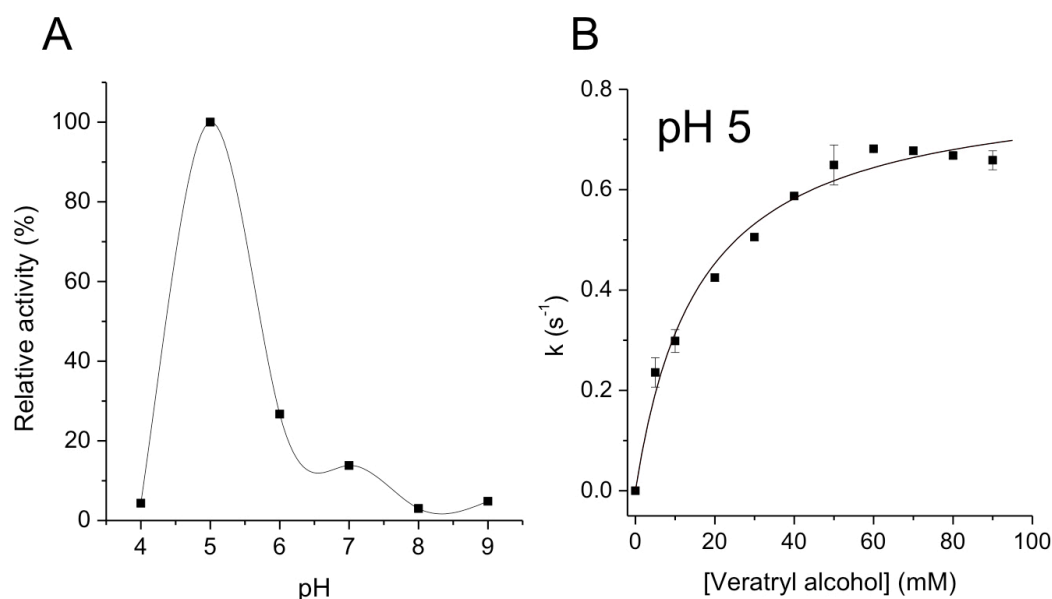 A
100
80
60
40
20
0
Relative activity (%)
4 5 6 7 8 9
pH
B
pH 5
0.8
0.6
0.4
0.2
0.0
k (s⁻¹)
0 20 40 60 80 100
[Veratryl alcohol] (mM)